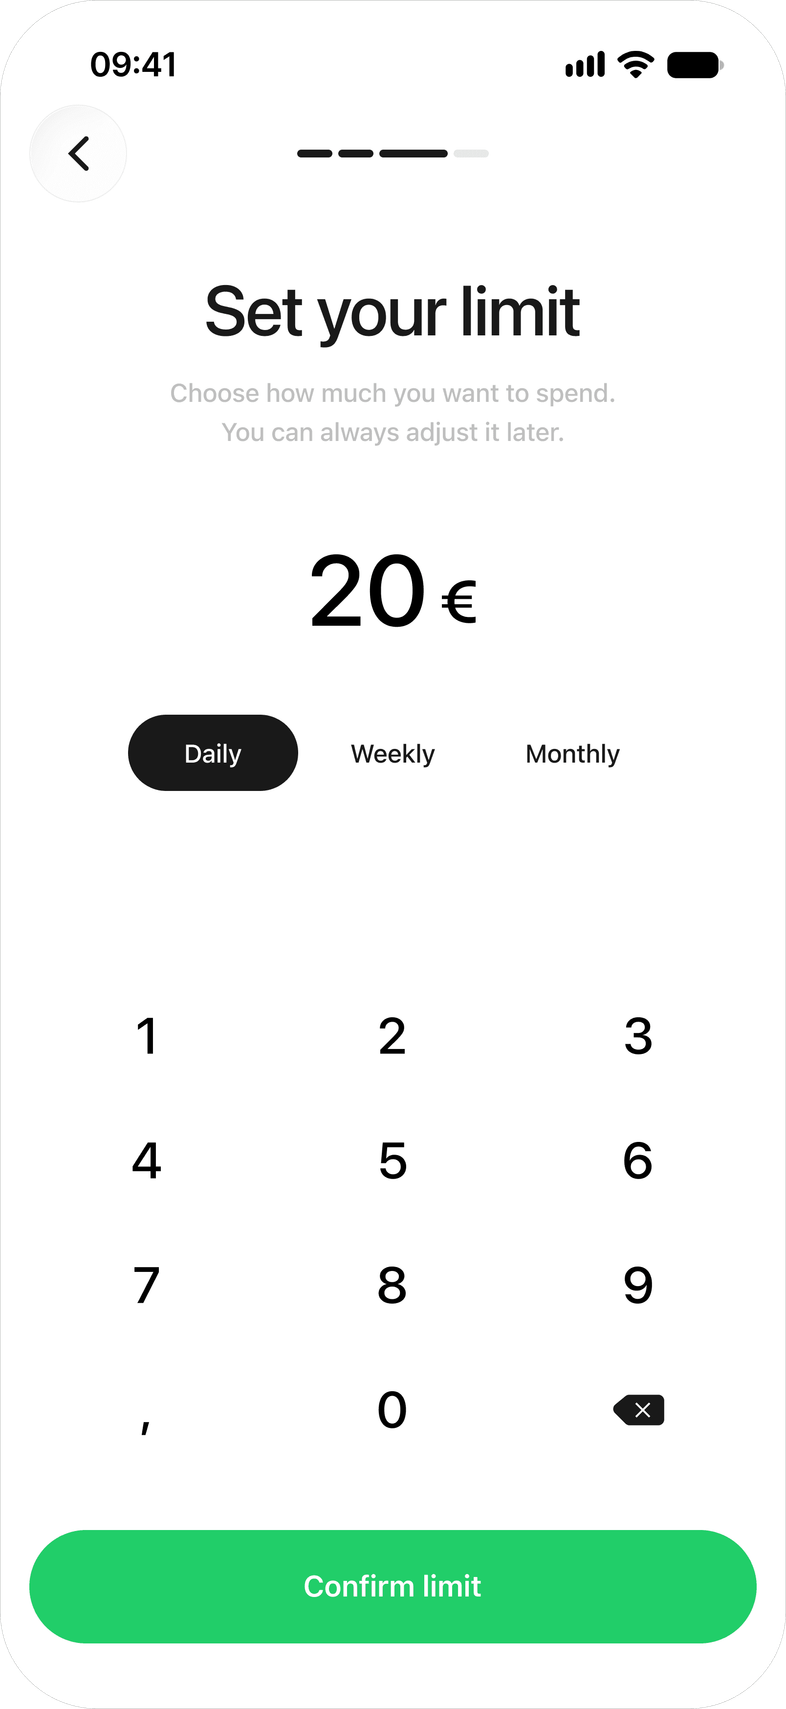 09:41
Set your limit
Choose how much you want to spend.
You can always adjust it later.
20 €
Daily Weekly Monthly
1 2 3
4 5 6
7 8 9
, 0
Confirm limit